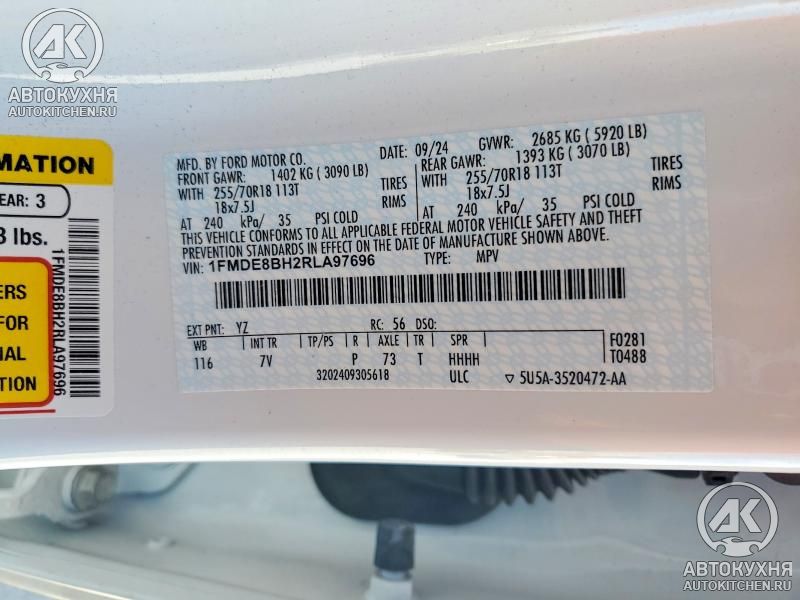 AK
АВТОКУХНЯ
AUTOKITCHEN.RU
MATION
EAR: 3
3 lbs.
ERS
FOR
NAL
ON
1FMDE8BH2RLA97696
MFD. BY FORD MOTOR CO.
DATE: 09/24 GVWR: 2685 KG ( 5920 LB)
FRONT GAWR: 1402 KG ( 3090 LB)
REAR GAWR: 1393 KG ( 3070 LB)
WITH 255/70R18 113T TIRES
WITH 255/70R18 113T TIRES
18x7.5J RIMS
18x7.5J RIMS
AT 240 kPa/ 35 PSI COLD
AT 240 kPa/ 35 PSI COLD
THIS VEHICLE CONFORMS TO ALL APPLICABLE FEDERAL MOTOR VEHICLE SAFETY AND THEFT
PREVENTION STANDARDS IN EFFECT ON THE DATE OF MANUFACTURE SHOWN ABOVE.
VIN: 1FMDE8BH2RLA97696 TYPE: MPV
EXT PNT: YZ RC: 56 DSO:
WB INT TR TP/PS R AXLE TR SPR F0281
116 7V P 73 T HHHH T0488
3202409305618 ULC ▽ 5U5A-3520472-AA
AK
АВТОКУХНЯ
AUTOKITCHEN.RU